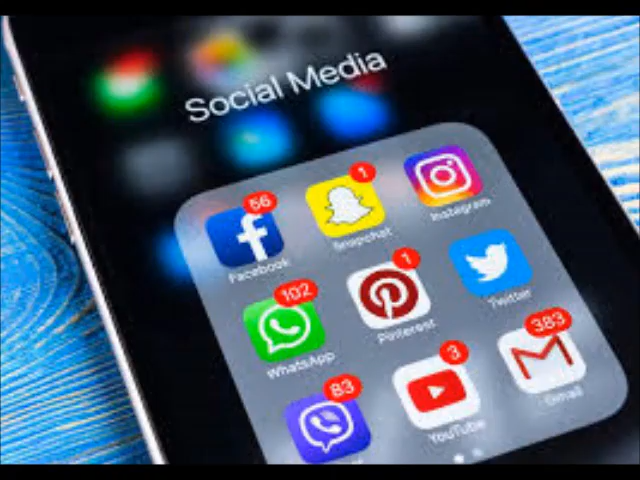 Social Media
56
1
Facebook
Snapchat
Instagram
102
1
WhatsApp
Pinterest
Twitter
83
3
383
YouTube
Gmail